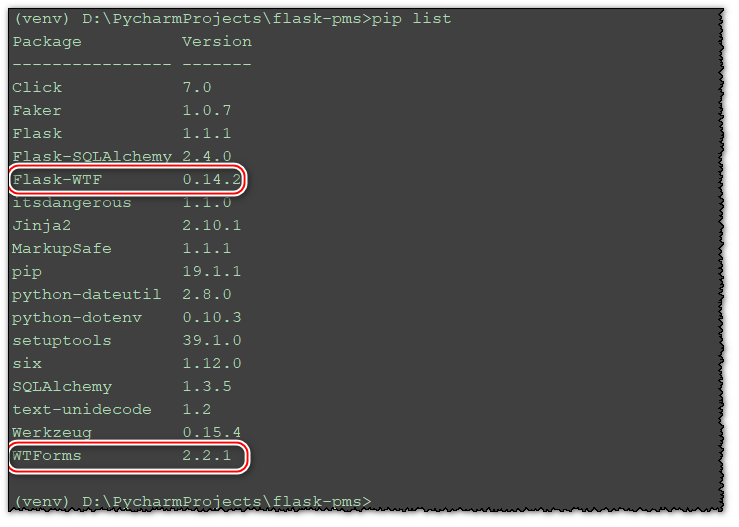 (venv) D:\PycharmProjects\flask-pms>pip list
Package          Version
---------------- -------
Click            7.0
Faker            1.0.7
Flask            1.1.1
Flask-SQLAlchemy 2.4.0
Flask-WTF        0.14.2
itsdangerous     1.1.0
Jinja2           2.10.1
MarkupSafe       1.1.1
pip              19.1.1
python-dateutil  2.8.0
python-dotenv    0.10.3
setuptools       39.1.0
six              1.12.0
SQLAlchemy       1.3.5
text-unidecode   1.2
Werkzeug         0.15.4
WTForms          2.2.1
(venv) D:\PycharmProjects\flask-pms>